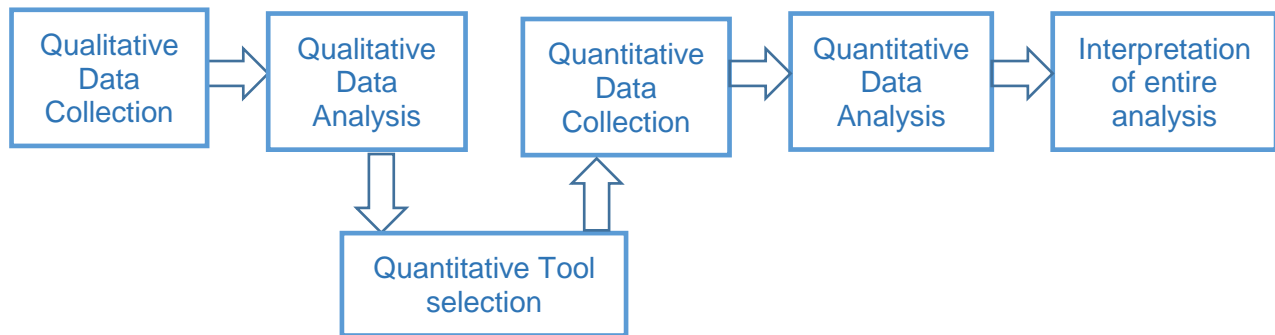 Qualitative
Data
Collection
Qualitative
Data
Analysis
Quantitative Tool
selection
Quantitative
Data
Collection
Quantitative
Data
Analysis
Interpretation
of entire
analysis